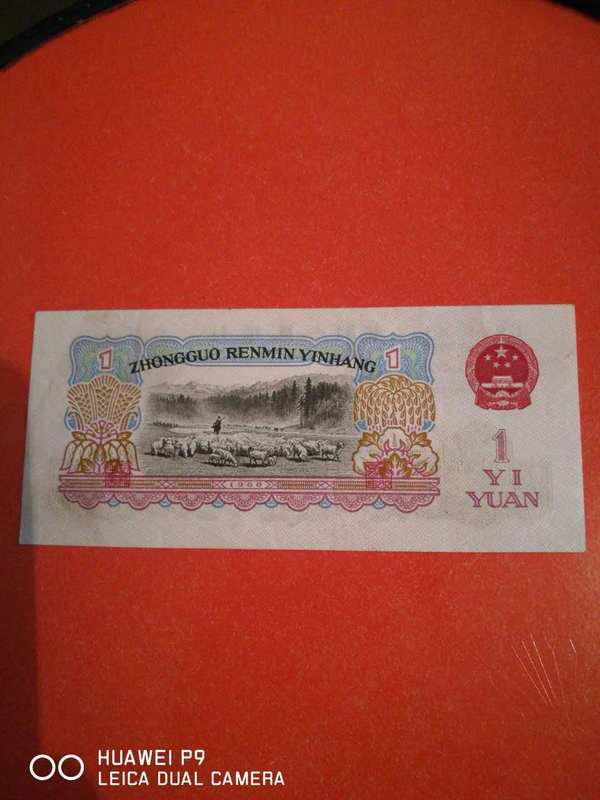 1
1
ZHONGGUO RENMIN YINHANG
1
YI
YUAN
1960
HUAWEI P9
LEICA DUAL CAMERA